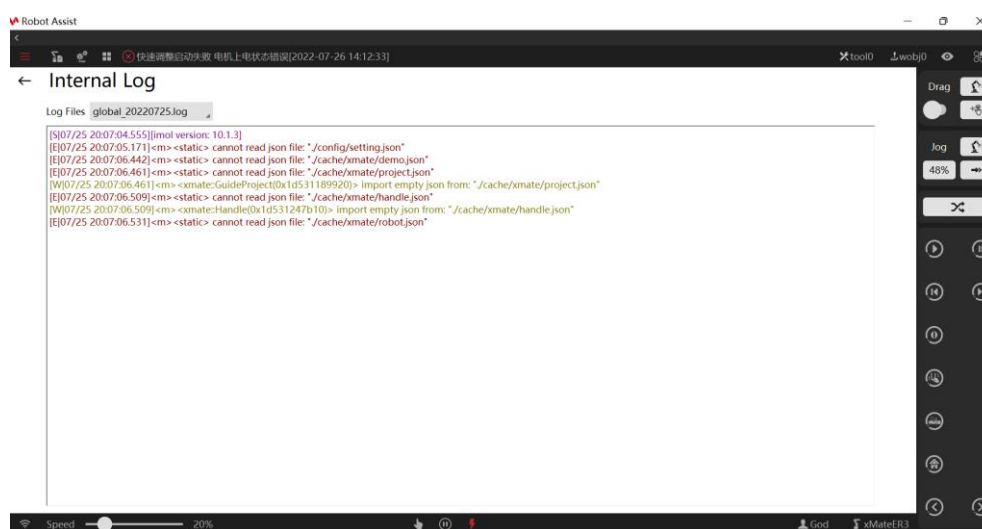 Robot Assist
快速调整启动失败 电机上电状态错误[2022-07-26 14:12:33]
tool0
wobj0
Internal Log
Log Files global_20220725.log
[S|07/25 20:07:04.555][imol version: 10.1.3]
[E|07/25 20:07:05.171]<m><static> cannot read json file: "./config/setting.json"
[E|07/25 20:07:06.442]<m><static> cannot read json file: "./cache/xmate/demo.json"
[E|07/25 20:07:06.461]<m><static> cannot read json file: "./cache/xmate/project.json"
[W|07/25 20:07:06.461]<m><xmate::GuideProject(0x1d531189920)> import empty json from: "./cache/xmate/project.json"
[E|07/25 20:07:06.509]<m><static> cannot read json file: "./cache/xmate/handle.json"
[W|07/25 20:07:06.509]<m><xmate::Handle(0x1d531247b10)> import empty json from: "./cache/xmate/handle.json"
[E|07/25 20:07:06.531]<m><static> cannot read json file: "./cache/xmate/robot.json"
Drag
Jog
48%
Speed
20%
God
xMateER3